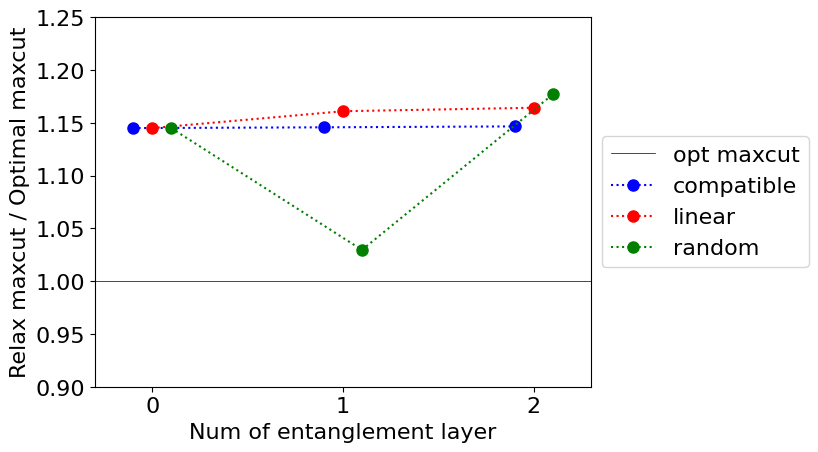 Relax maxcut / Optimal maxcut
1.25
1.20
1.15
1.10
1.05
1.00
0.95
0.90
0
1
2
Num of entanglement layer
opt maxcut
compatible
linear
random